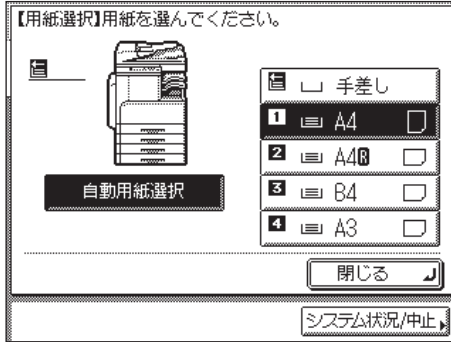 【用紙選択】用紙を選んでください。
手差し
1 A4
2 A4R
自動用紙選択
3 B4
4 A3
閉じる
システム状況/中止